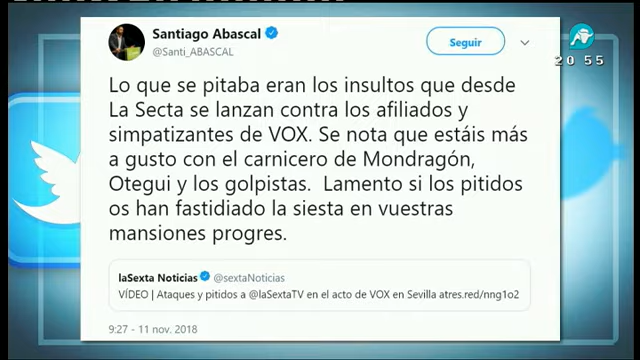 Santiago Abascal
@Santi_ABASCAL
Seguir
20 55
Lo que se pitaba eran los insultos que desde
La Secta se lanzan contra los afiliados y
simpatizantes de VOX. Se nota que estáis más
a gusto con el carnicero de Mondragón,
Otegui y los golpistas. Lamento si los pitidos
os han fastidiado la siesta en vuestras
mansiones progres.
laSexta Noticias @sextaNoticias
VÍDEO | Ataques y pitidos a @laSextaTV en el acto de VOX en Sevilla atres.red/nng1o2
9:27 - 11 nov. 2018